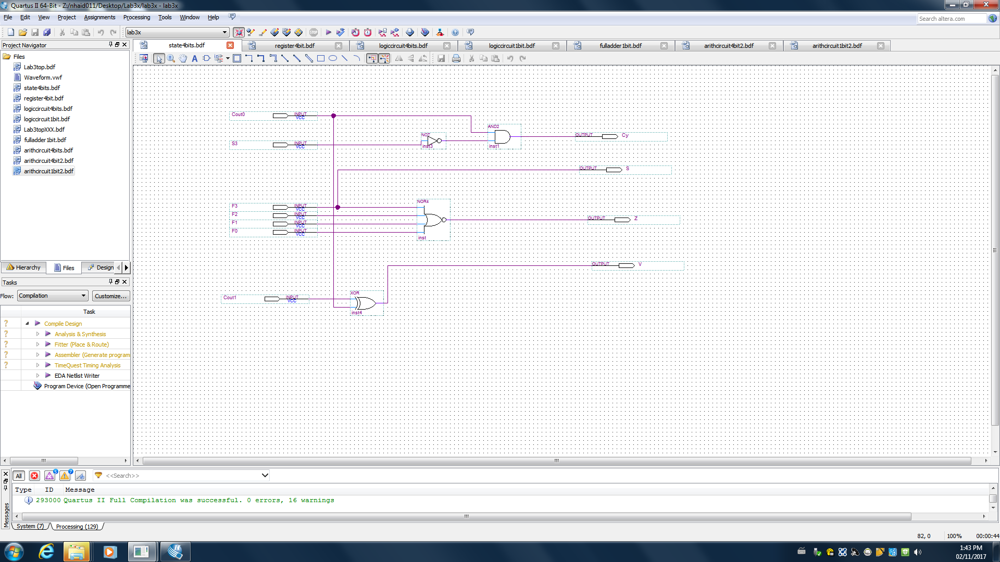 Quartus II 64-Bit - Z:/nhaid011/Desktop/Lab3x/lab3x - lab3x
File Edit View Project Assignments Processing Tools Window Help
Search altera.com
lab3x
STOP
Project Navigator
state4bits.bdf
register4bit.bdf
logiccircuit4bits.bdf
logiccircuit1bit.bdf
fulladder1bit.bdf
arithcircuit4bit2.bdf
arithcircuit1bit2.bdf
Files
Lab3top.bdf
Waveform.vwf
state4bits.bdf
register4bit.bdf
logiccircuit4bits.bdf
logiccircuit1bit.bdf
Lab3topXXX.bdf
fulladder1bit.bdf
arithcircuit4bits.bdf
arithcircuit4bit2.bdf
arithcircuit1bit2.bdf
Hierarchy Files Design
Tasks
Flow: Compilation Customize...
Task
Compile Design
Analysis & Synthesis
Fitter (Place & Route)
Assembler (Generate program
TimeQuest Timing Analysis
EDA Netlist Writer
Program Device (Open Programme
Cout0 INPUT
VCC
AND2
inst1
OUTPUT Cy
S3 INPUT
VCC
NOT
inst3
OUTPUT S
F3 INPUT
VCC
F2 INPUT
VCC
F1 INPUT
VCC
F0 INPUT
VCC
NOR4
inst
OUTPUT Z
OUTPUT V
Cout1 INPUT
VCC
XOR
inst4
All 5 7 <<Search>>
Type ID Message
293000 Quartus II Full Compilation was successful. 0 errors, 16 warnings
Messages
System (7) Processing (129)
82, 0 100% 00:00:44
1:43 PM
02/11/2017